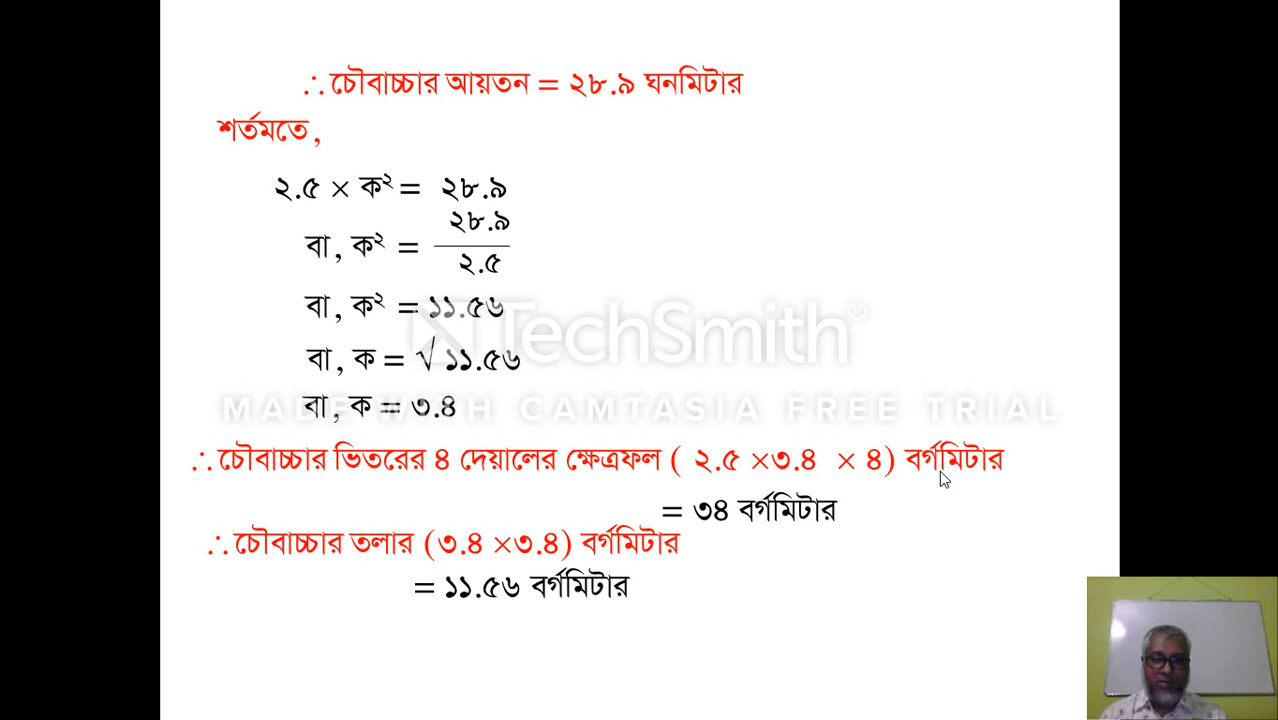 ∴ চৌবাচ্চার আয়তন = ২৮.৯ ঘনমিটার
শর্তমতে,
২.৫ × ক² = ২৮.৯
বা, ক² = ২৮.৯ / ২.৫
বা, ক² = ১১.৫৬
বা, ক = √ ১১.৫৬
বা, ক = ৩.৪
∴ চৌবাচ্চার ভিতরের ৪ দেয়ালের ক্ষেত্রফল ( ২.৫ ×৩.৪ × ৪) বর্গমিটার
= ৩৪ বর্গমিটার
∴ চৌবাচ্চার তলার (৩.৪ ×৩.৪) বর্গমিটার
= ১১.৫৬ বর্গমিটার
TechSmith®
MADE WITH CAMTASIA FREE TRIAL